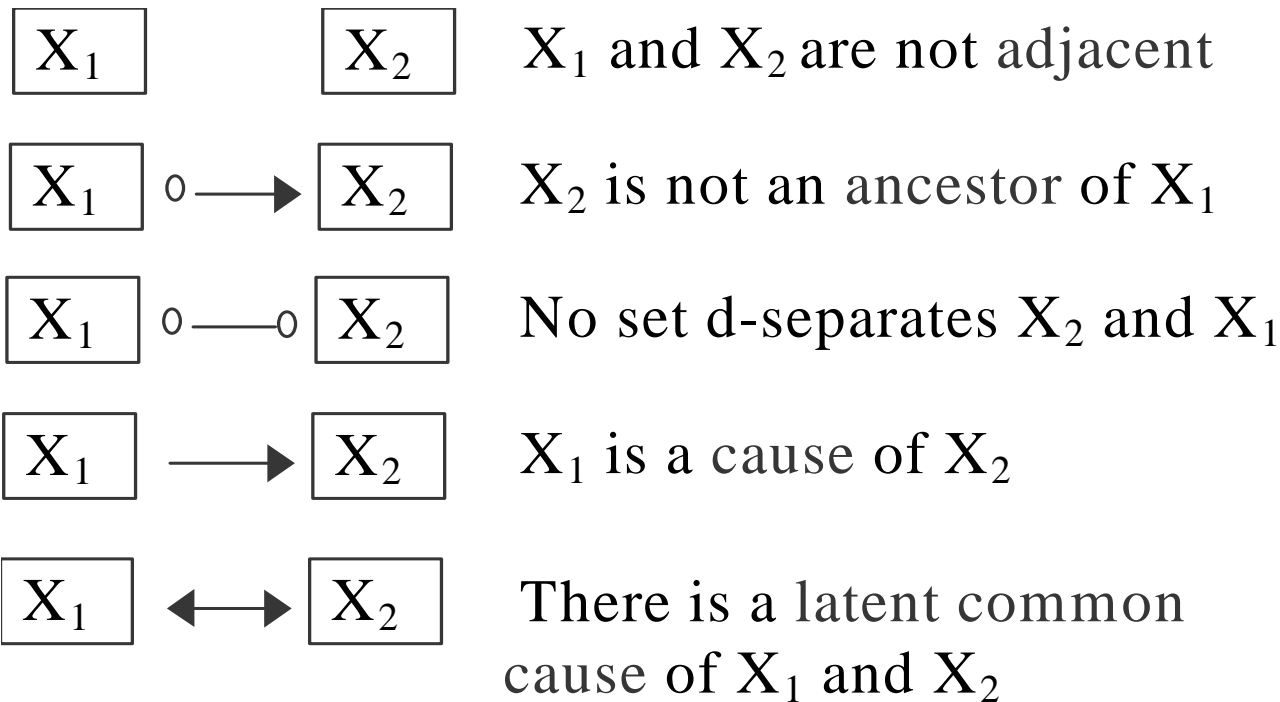 X₁ X₂ X₁ and X₂ are not adjacent
X₁ X₂ X₂ is not an ancestor of X₁
X₁ X₂ No set d-separates X₂ and X₁
X₁ X₂ X₁ is a cause of X₂
X₁ X₂ There is a latent common
cause of X₁ and X₂